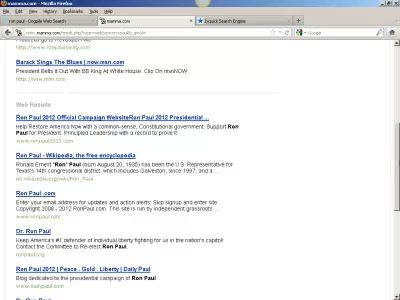 mamma.com - Mozilla Firefox
File Edit View History Bookmarks Tools Help
ron paul - Google Web Search
mamma.com
Ixquick Search Engine
Google
http://www.ronpaulswag.com
Barack Sings The Blues | now.msn.com
President Belts It Out With BB King At White House. Clip On msnNOW
http://now.msn.com
Web Results
Ron Paul 2012 Official Campaign WebsiteRon Paul 2012 Presidential ...
Help Restore America Now with a common-sense, Constitutional government. Support Ron
Paul for President. Principled Leadership with a record to prove it
www.ronpaul2012.com
Ron Paul - Wikipedia, the free encyclopedia
Ronald Ernest "Ron" Paul (born August 20, 1935) has been the U.S. Representative for
Texas's 14th congressional district, which includes Galveston, since 1997, and a ...
en.wikipedia.org/wiki/Ron_Paul
Ron Paul .com
Enter your email address for updates and action alerts: Skip signup and enter site.
Copyright 2008 - 2012 RonPaul.com. This site is run by independent grassroots ...
www.ronpaul.com
Dr. Ron Paul
Keep America's #1 defender of individual liberty fighting for us in the nation's capitol!
Contact the Committee to Re-elect Ron Paul.
ronpaul.org
Ron Paul 2012 | Peace . Gold . Liberty | Daily Paul
Blog dedicated to the presidential campaign of Ron Paul
www.dailypaul.com
Dr. Ron Paul